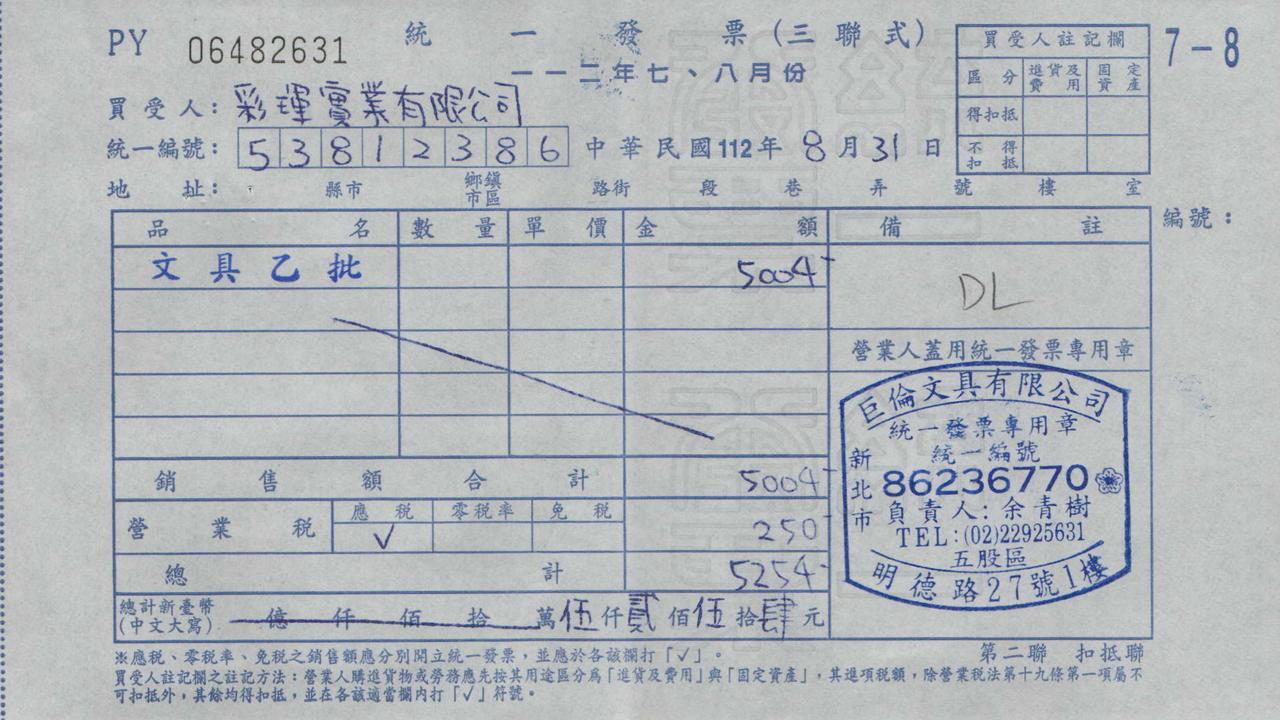 PY 06482631 統一發票(三聯式)
一一二年七、八月份
7-8
買受人註記欄
區分 進貨及費用 固定資產
得扣抵
不得扣抵
買受人:彩琿實業有限公司
統一編號:53812386 中華民國112年8月31日
地址: 縣市 鄉鎮市區 路街 段 巷 弄 號 樓 室
編號:
品名 數量 單價 金額 備註
文具乙批 5004
DL
營業人蓋用統一發票專用章
巨倫文具有限公司
統一發票專用章
統一編號
86236770
負責人:余青樹
TEL:(02)22925631
新北市
五股區
明德路27號1樓
銷售額合計 5004
營業稅 應稅 零稅率 免稅
√ 250
總計 5254
總計新臺幣(中文大寫) 億仟佰拾萬伍仟貳佰伍拾肆元
第二聯 扣抵聯
※應稅、零稅率、免稅之銷售額應分別開立統一發票,並應於各該欄打「√」。
買受人註記欄之註記方法:營業人購進貨物或勞務應先按其用途區分為「進貨及費用」與「固定資產」,其進項稅額,除營業稅法第十九條第一項屬不
可扣抵外,其餘均得扣抵,並在各該適當欄內打「√」符號。